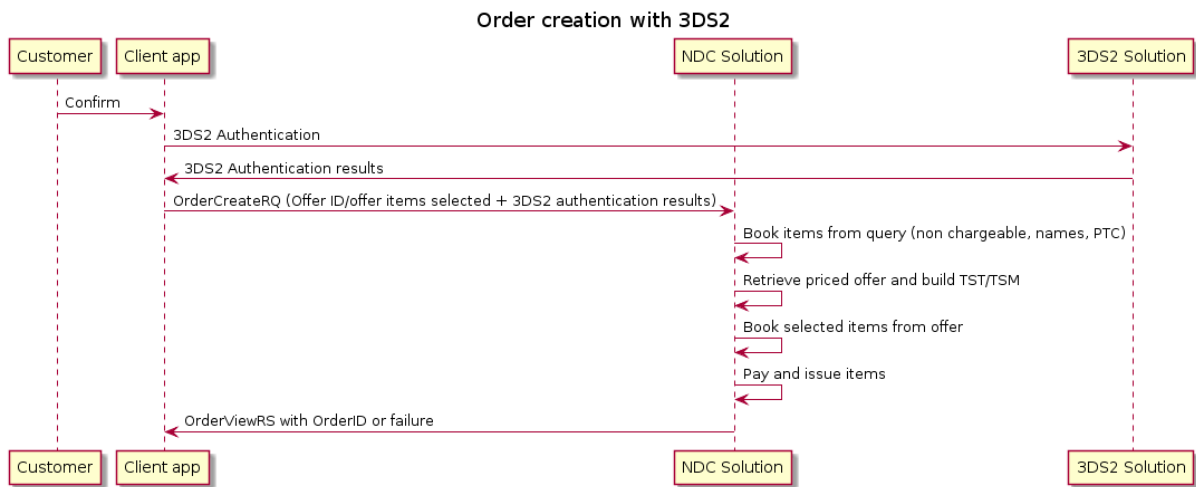 Order creation with 3DS2
Customer
Client app
NDC Solution
3DS2 Solution
Confirm
3DS2 Authentication
3DS2 Authentication results
OrderCreateRQ (Offer ID/offer items selected + 3DS2 authentication results)
Book items from query (non chargeable, names, PTC)
Retrieve priced offer and build TST/TSM
Book selected items from offer
Pay and issue items
OrderViewRS with OrderID or failure
Customer
Client app
NDC Solution
3DS2 Solution